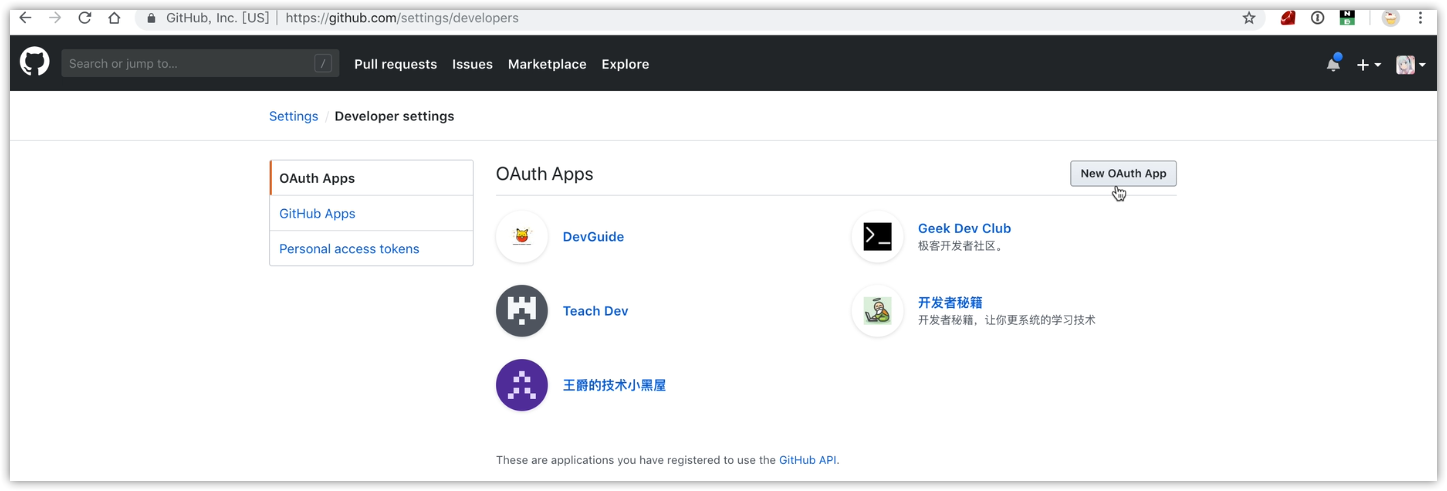 GitHub, Inc. [US] | https://github.com/settings/developers
Search or jump to... /
Pull requests Issues Marketplace Explore
Settings / Developer settings
OAuth Apps
GitHub Apps
Personal access tokens
OAuth Apps
New OAuth App
DevGuide
Geek Dev Club
极客开发者社区。
Teach Dev
开发者秘籍
开发者秘籍，让你更系统的学习技术
王爵的技术小黑屋
These are applications you have registered to use the GitHub API.